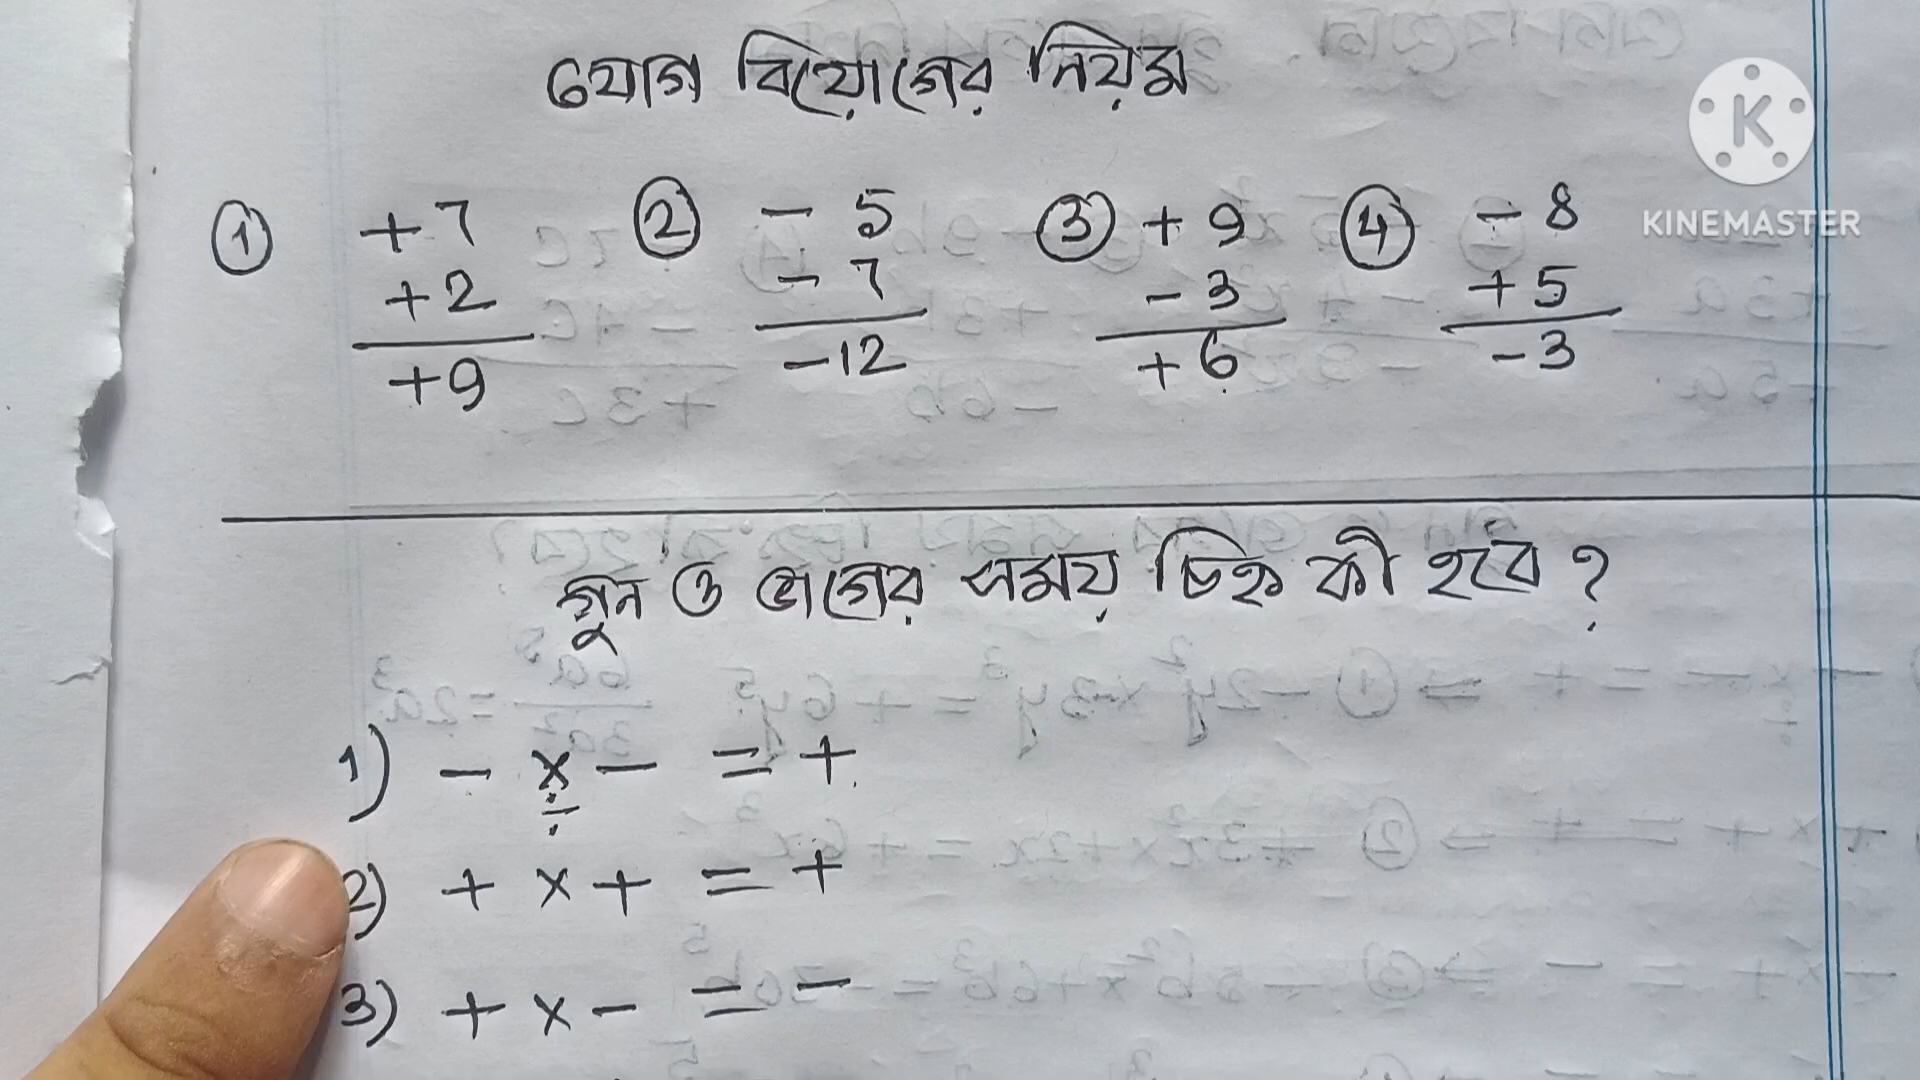 যোগ বিয়োগের নিয়ম
① +7 ② - 5 ③ + 9 ④ - 8
+2 - 7 - 3 + 5
+9 -12 + 6 - 3
গুন ও ভাগের সময় চিহ্ন কী হবে ?
1) - × - = +
÷
2) + × + = +
3) + × - = -
KINEMASTER